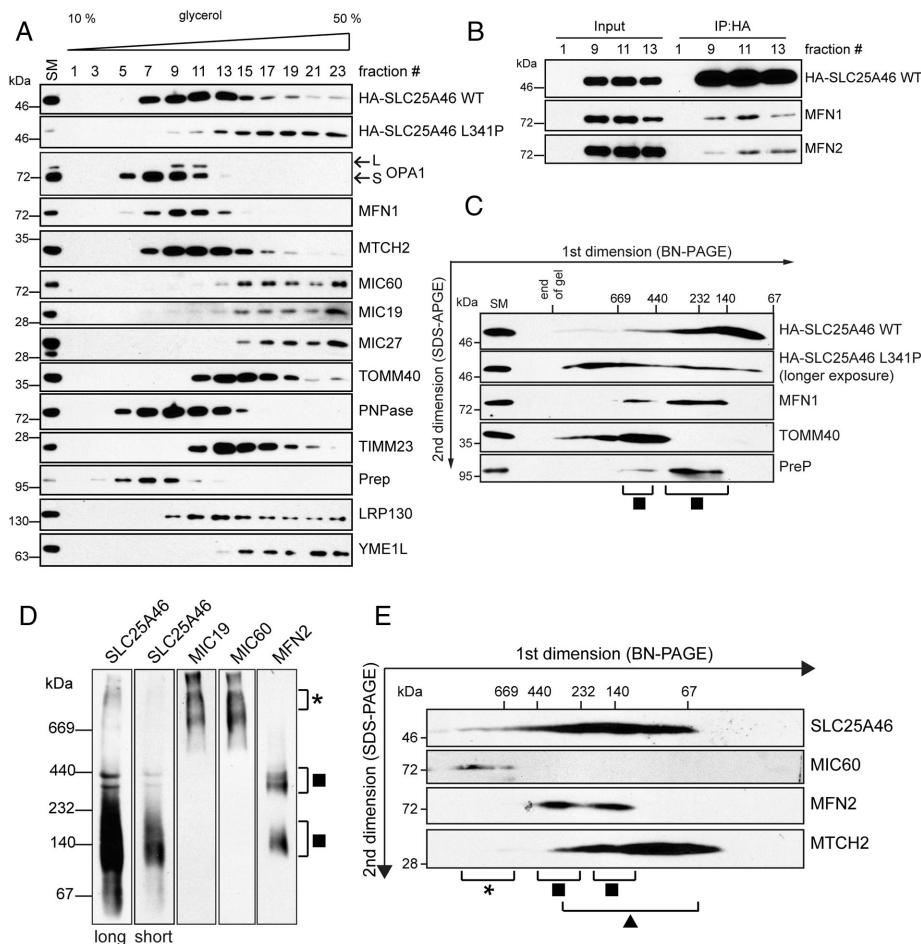 A
10 %
glycerol
50 %
kDa
SM
1 3 5 7 9 11 13 15 17 19 21 23 fraction #
46 HA-SLC25A46 WT
46 HA-SLC25A46 L341P
72 ←L ←S OPA1
72 MFN1
35 MTCH2
72 MIC60
28 MIC19
28 MIC27
35 TOMM40
72 PNPase
28 TIMM23
95 Prep
130 LRP130
63 YME1L
B
Input IP:HA
1 9 11 13 1 9 11 13 fraction #
kDa
46 HA-SLC25A46 WT
MFN1
72 MFN2
C
1st dimension (BN-PAGE)
2nd dimension (SDS-APGE)
kDa SM end of gel 669 440 232 140 67
46 HA-SLC25A46 WT
46 HA-SLC25A46 L341P
(longer exposure)
72 MFN1
35 TOMM40
95 PreP
■ ■
D
SLC25A46 SLC25A46 MIC19 MIC60 MFN2
kDa
*
669
440 ■
232
140 ■
67
long short
E
1st dimension (BN-PAGE)
2nd dimension (SDS-PAGE)
kDa 669 440 232 140 67
46 SLC25A46
72 MIC60
72 MFN2
28 MTCH2
* ■ ■
▲